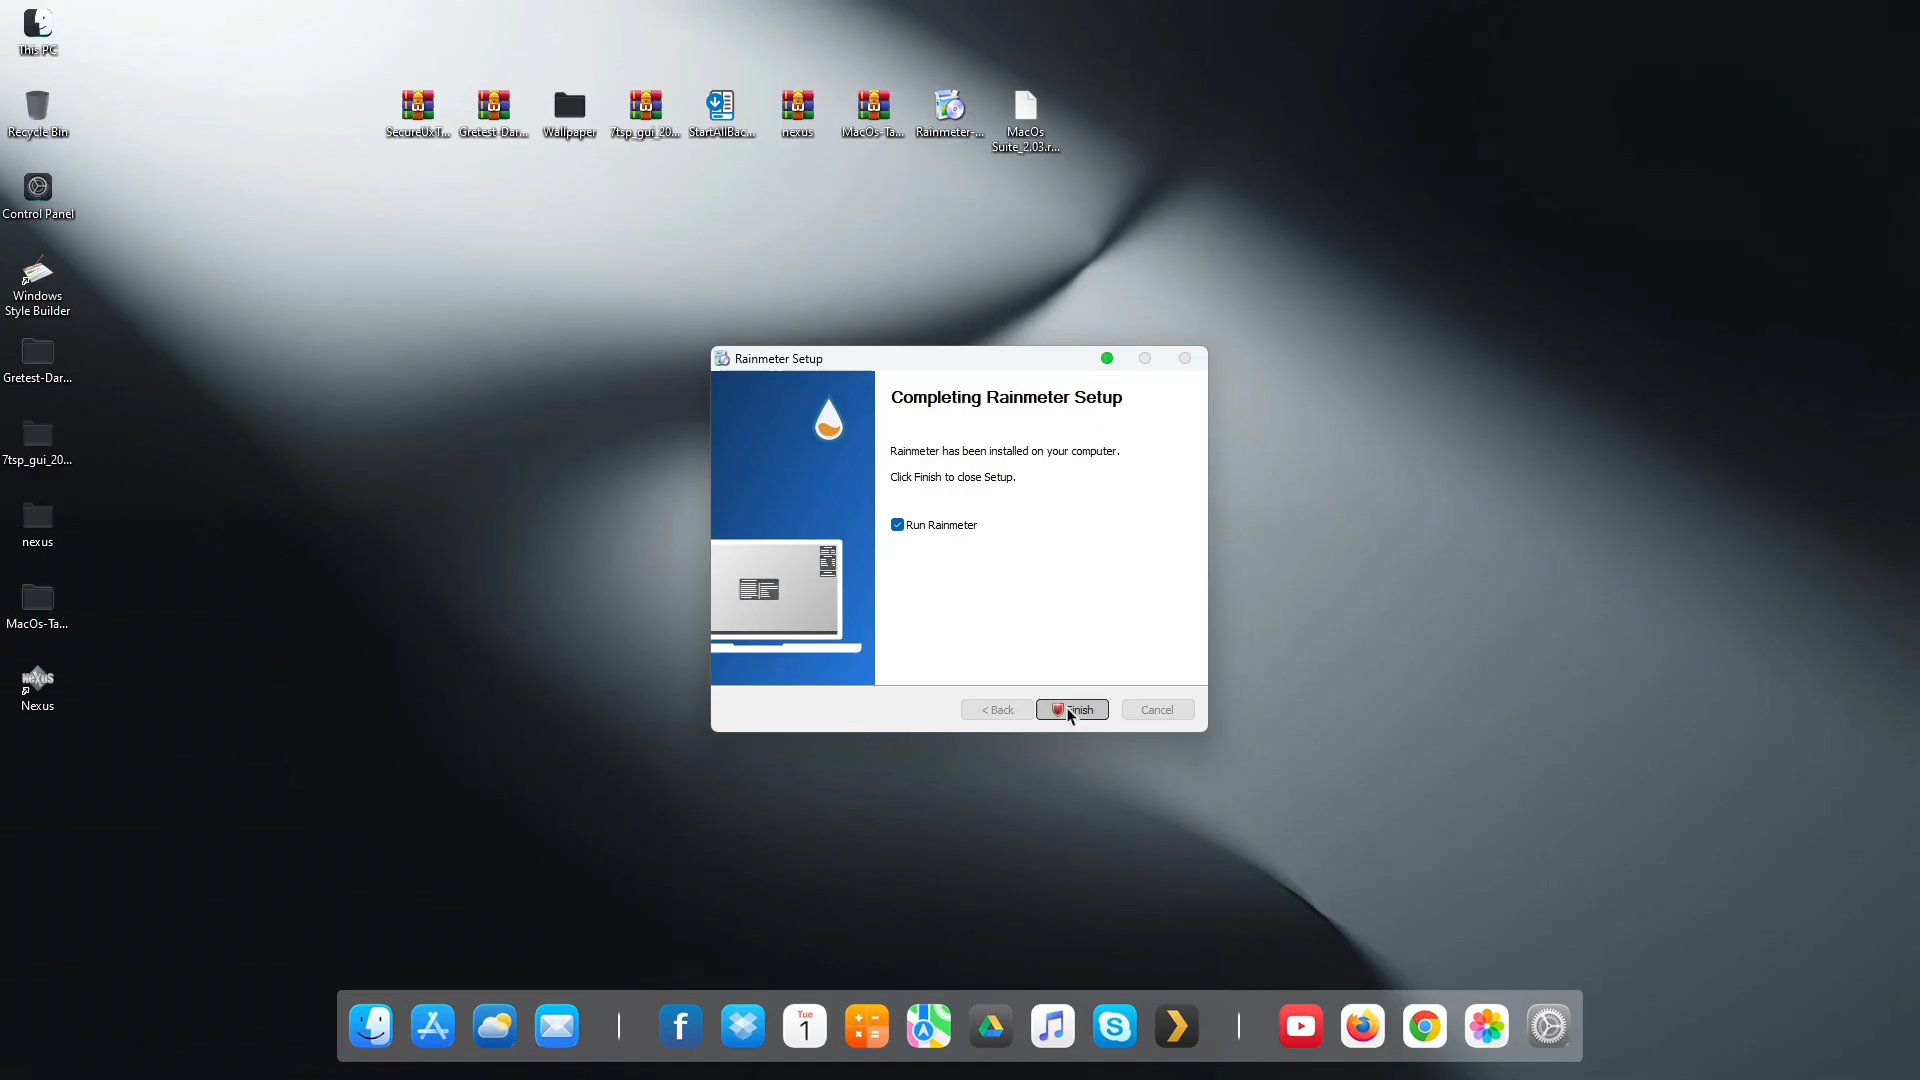 This PC
Recycle Bin
Control Panel
Windows
Style Builder
Gretest-Dar...
7tsp_gui_20...
nexus
MacOs-Ta...
NeXuS
Nexus
SecureUxT...
Gretest-Dar...
Wallpaper
7tsp_gui_20...
StartAllBac...
nexus
MacOs-Ta...
Rainmeter-...
MacOs
Suite_2.03.r...
Rainmeter Setup
Completing Rainmeter Setup
Rainmeter has been installed on your computer.
Click Finish to close Setup.
Run Rainmeter
< Back
Finish
Cancel
Tue
1